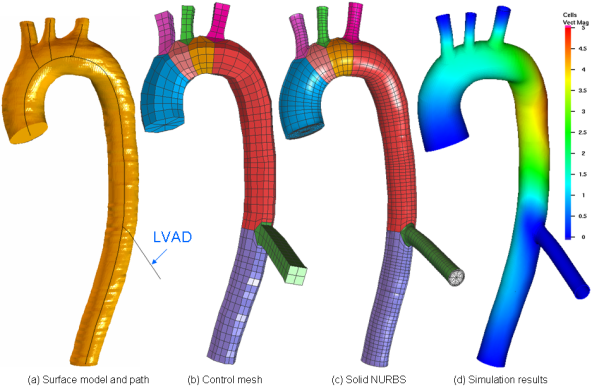 Cells
Vect Mag
5
4.5
4
3.5
3
2.5
2
1.5
1
0.5
0
LVAD
(a) Surface model and path
(b) Control mesh
(c) Solid NURBS
(d) Simulation results